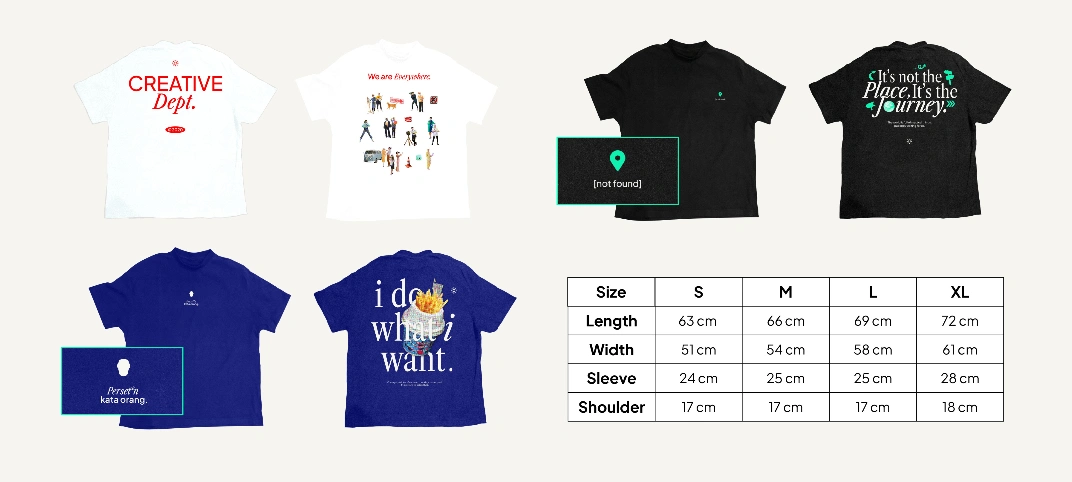 CREATIVE
Dept.
©2026
We are Everywhere.
[not found]
It's not the
Place, It's the
Journey.
Perset*n
kata orang.
i do
what i
want.
Size S M L XL
Length 63 cm 66 cm 69 cm 72 cm
Width 51 cm 54 cm 58 cm 61 cm
Sleeve 24 cm 25 cm 25 cm 28 cm
Shoulder 17 cm 17 cm 17 cm 18 cm